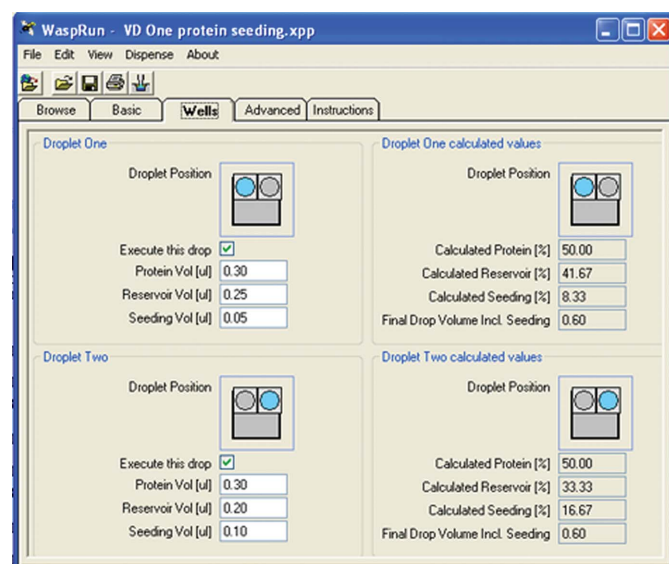 WaspRun - VD One protein seeding.xpp
File Edit View Dispense About
Browse Basic Wells Advanced Instructions
Droplet One
Droplet Position
Execute this drop
Protein Vol [ul] 0.30
Reservoir Vol [ul] 0.25
Seeding Vol [ul] 0.05
Droplet One calculated values
Droplet Position
Calculated Protein [%] 50.00
Calculated Reservoir [%] 41.67
Calculated Seeding [%] 8.33
Final Drop Volume Incl. Seeding 0.60
Droplet Two
Droplet Position
Execute this drop
Protein Vol [ul] 0.30
Reservoir Vol [ul] 0.20
Seeding Vol [ul] 0.10
Droplet Two calculated values
Droplet Position
Calculated Protein [%] 50.00
Calculated Reservoir [%] 33.33
Calculated Seeding [%] 16.67
Final Drop Volume Incl. Seeding 0.60